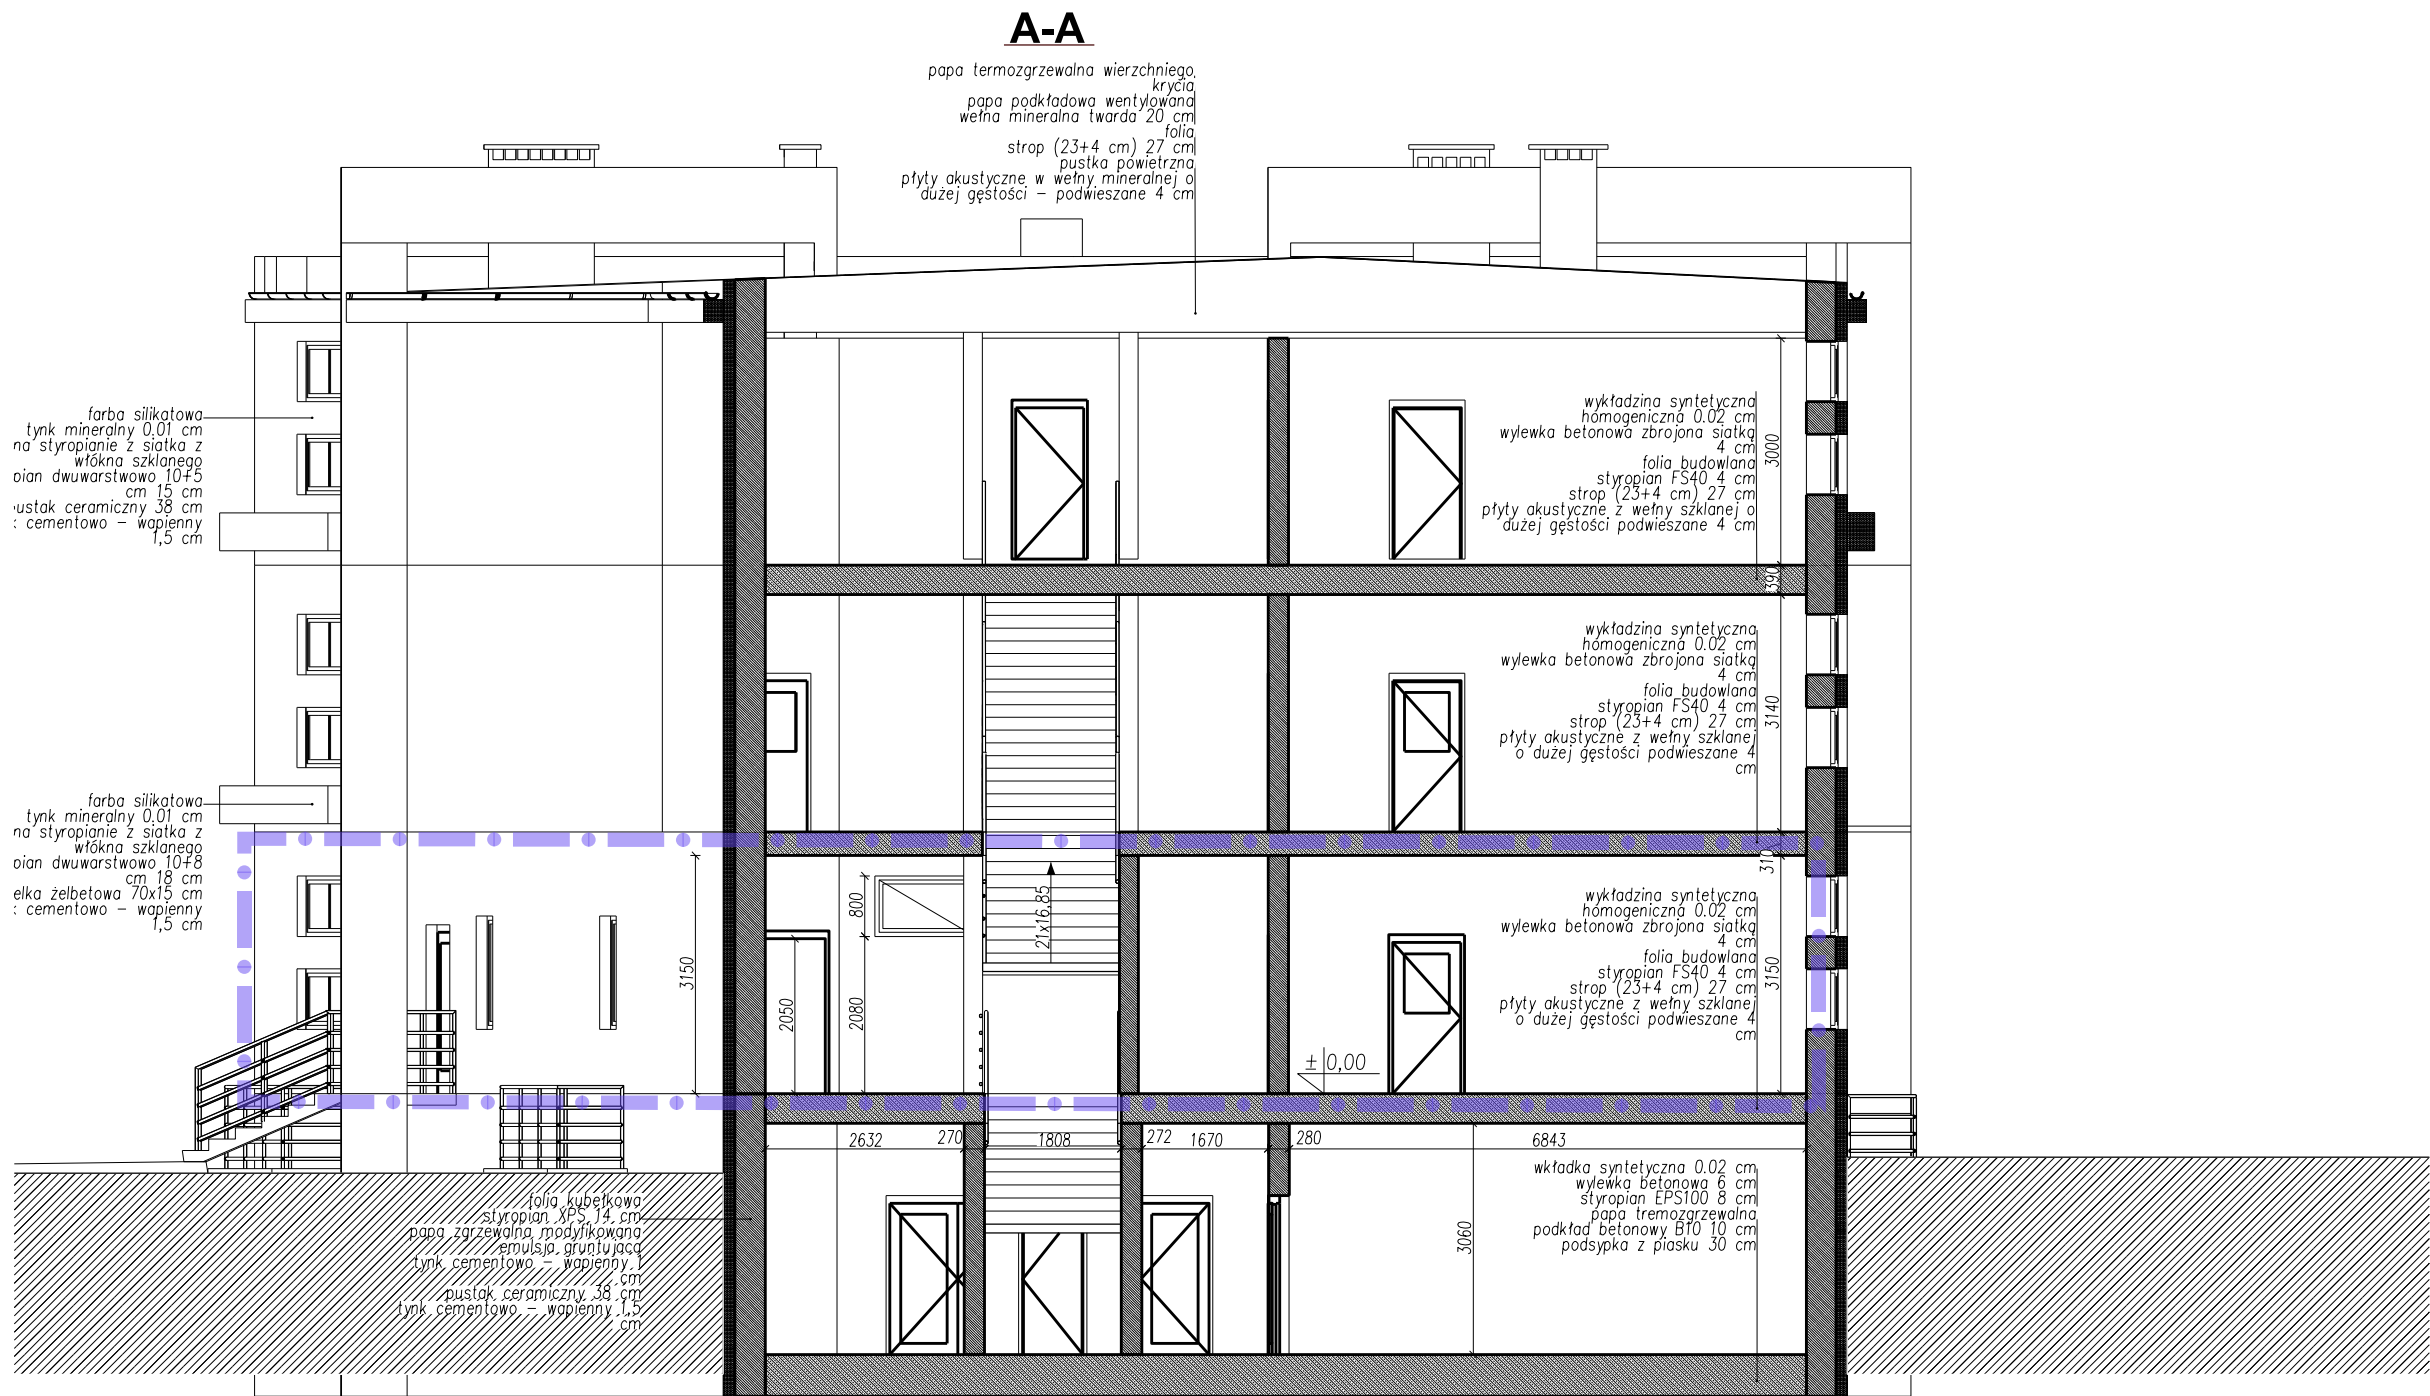 A-A
papa termozgrzewalna wierzchniego
krycia
papa podkładowa wentylowana
wełna mineralna twarda 20 cm
folia
strop (23+4 cm) 27 cm
pustka powietrzna
płyty akustyczne w wełny mineralnej o
dużej gęstości - podwieszane 4 cm
farba silikatowa
tynk mineralny 0.01 cm
na styropianie z siatka z
włókna szklanego
pian dwuwarstwowo 10+5
cm 15 cm
ustak ceramiczny 38 cm
cementowo - wapienny
1,5 cm
wykładzina syntetyczna
homogeniczna 0.02 cm
wylewka betonowa zbrojona siatką
4 cm
folia budowlana
styropian FS40 4 cm
strop (23+4 cm) 27 cm
płyty akustyczne z wełny szklanej o
dużej gęstości podwieszane 4 cm
3000
390
wykładzina syntetyczna
homogeniczna 0.02 cm
wylewka betonowa zbrojona siatką
4 cm
folia budowlana
styropian FS40 4 cm
strop (23+4 cm) 27 cm
płyty akustyczne z wełny szklanej
o dużej gęstości podwieszane 4
cm
3140
310
farba silikatowa
tynk mineralny 0.01 cm
na styropianie z siatka z
włókna szklanego
pian dwuwarstwowo 10+8
cm 18 cm
elka żelbetowa 70x15 cm
cementowo - wapienny
1,5 cm
3150
2050
800
2080
21x16,85
wykładzina syntetyczna
homogeniczna 0.02 cm
wylewka betonowa zbrojona siatką
4 cm
folia budowlana
styropian FS40 4 cm
strop (23+4 cm) 27 cm
płyty akustyczne z wełny szklanej
o dużej gęstości podwieszane 4
cm
3150
± 0,00
2632 270 1808 272 1670 280 6843
folia kubełkowa
styropian XPS 14 cm
papa zgrzewalna modyfikowana
emulsja gruntująca
tynk cementowo - wapienny 1
cm
pustak ceramiczny 38 cm
tynk cementowo - wapienny 1,5
cm
3060
wkładka syntetyczna 0.02 cm
wylewka betonowa 6 cm
styropian EPS100 8 cm
papa tremozgrzewalna
podkład betonowy B10 10 cm
podsypka z piasku 30 cm